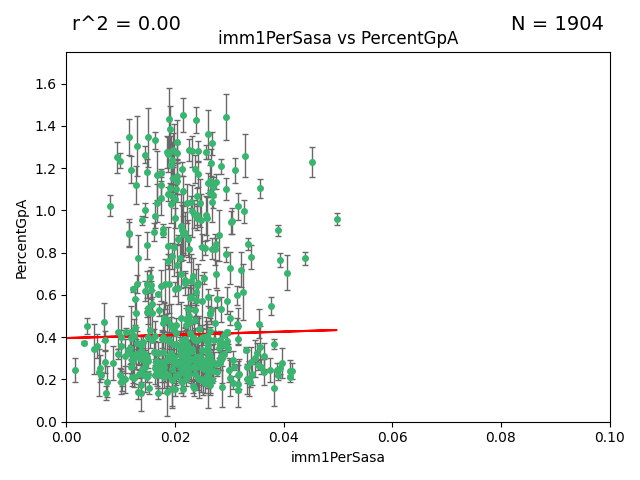 r^2 = 0.00
N = 1904
imm1PerSasa vs PercentGpA
PercentGpA
1.6
1.4
1.2
1.0
0.8
0.6
0.4
0.2
0.0
0.00 0.02 0.04 0.06 0.08 0.10
imm1PerSasa